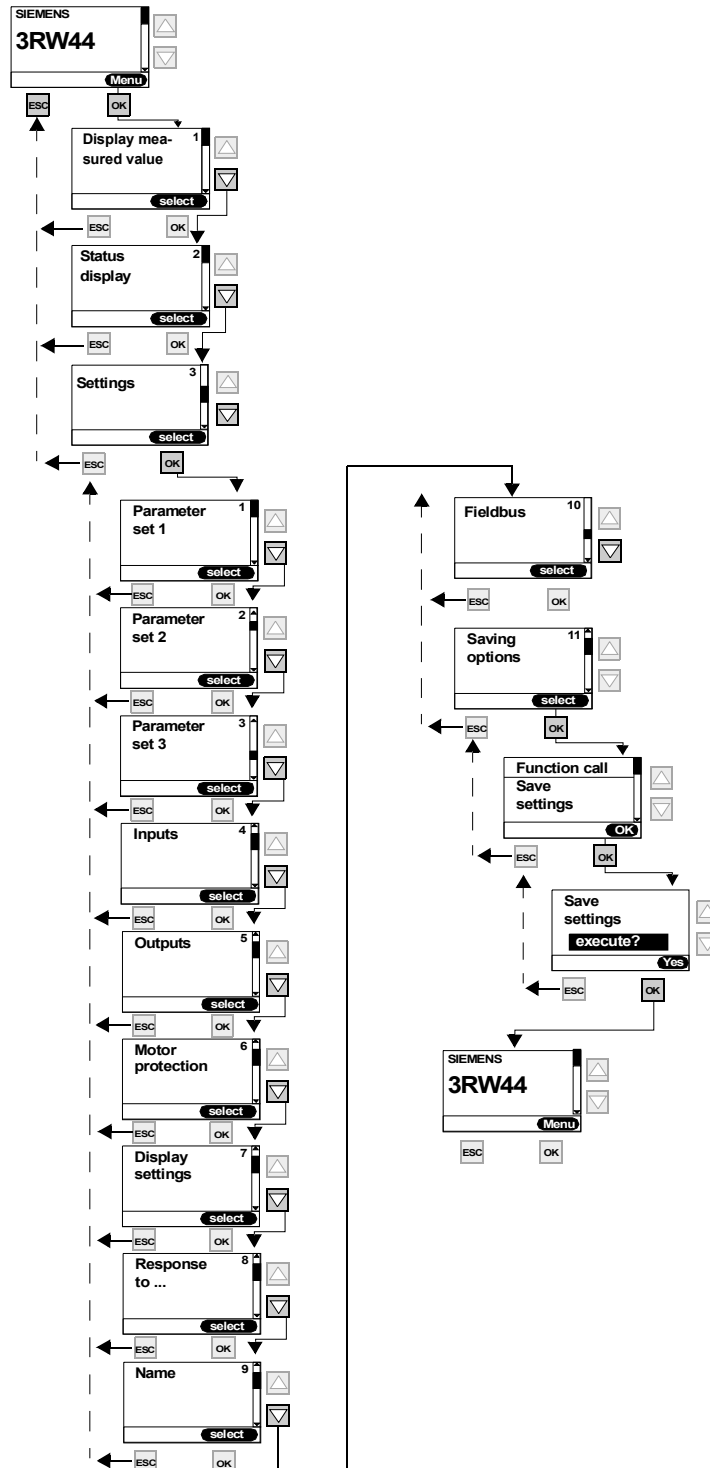 SIEMENS
3RW44
Menu
ESC
OK
Display mea-
sured value
1
select
ESC
OK
Status
display
2
select
ESC
OK
Settings
3
select
ESC
OK
Parameter
set 1
1
select
ESC
OK
Parameter
set 2
2
select
ESC
OK
Parameter
set 3
3
select
ESC
OK
Inputs
4
select
ESC
OK
Outputs
5
select
ESC
OK
Motor
protection
6
select
ESC
OK
Display
settings
7
select
ESC
OK
Response
to ...
8
select
ESC
OK
Name
9
select
ESC
OK
Fieldbus
10
select
ESC
OK
Saving
options
11
select
ESC
OK
Function call
Save
settings
OK
ESC
OK
Save
settings
execute?
Yes
ESC
OK
SIEMENS
3RW44
Menu
ESC
OK